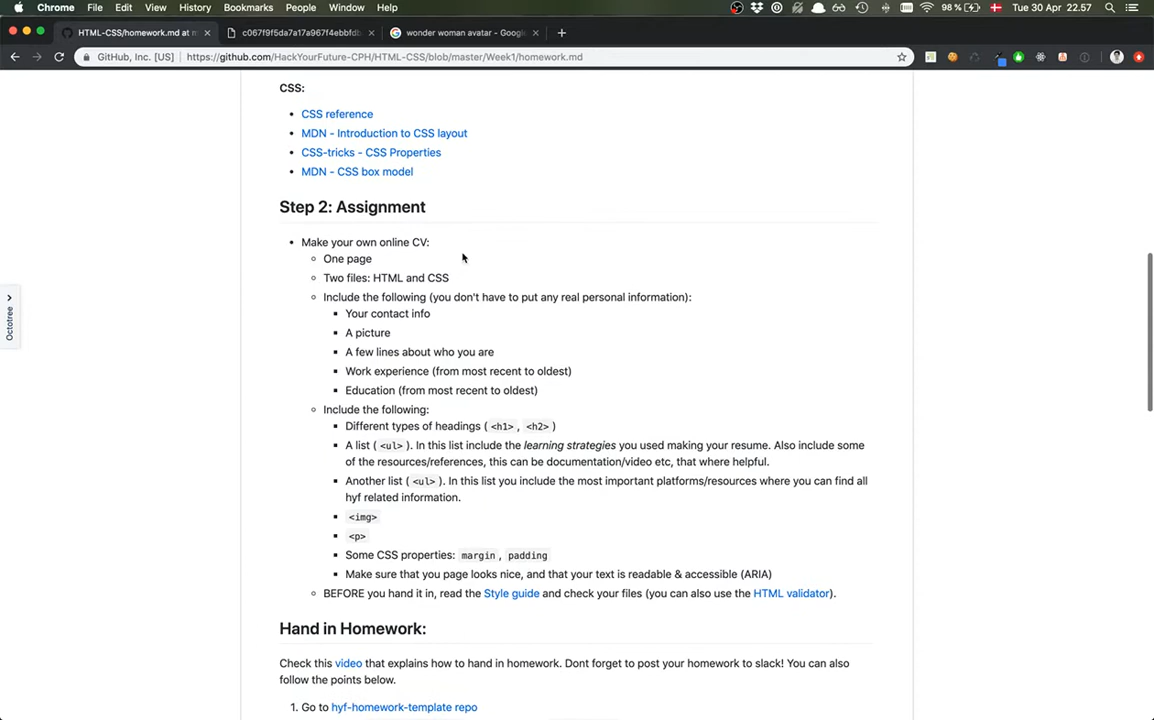 Chrome File Edit View History Bookmarks People Window Help 98 % Tue 30 Apr 22.57
HTML-CSS/homework.md at m c067f9f5da7a17a967f4ebbfdb wonder woman avatar - Google
GitHub, Inc. [US] https://github.com/HackYourFuture-CPH/HTML-CSS/blob/master/Week1/homework.md
CSS:
• CSS reference
• MDN - Introduction to CSS layout
• CSS-tricks - CSS Properties
• MDN - CSS box model
Step 2: Assignment
• Make your own online CV:
One page
Two files: HTML and CSS
Octotree
Include the following (you don't have to put any real personal information):
Your contact info
A picture
A few lines about who you are
Work experience (from most recent to oldest)
Education (from most recent to oldest)
Include the following:
Different types of headings ( <h1> , <h2> )
A list ( <ul> ). In this list include the learning strategies you used making your resume. Also include some
of the resources/references, this can be documentation/video etc, that where helpful.
Another list ( <ul> ). In this list you include the most important platforms/resources where you can find all
hyf related information.
<img>
<p>
Some CSS properties: margin , padding
Make sure that you page looks nice, and that your text is readable & accessible (ARIA)
BEFORE you hand it in, read the Style guide and check your files (you can also use the HTML validator).
Hand in Homework:
Check this video that explains how to hand in homework. Dont forget to post your homework to slack! You can also
follow the points below.
1. Go to hyf-homework-template repo